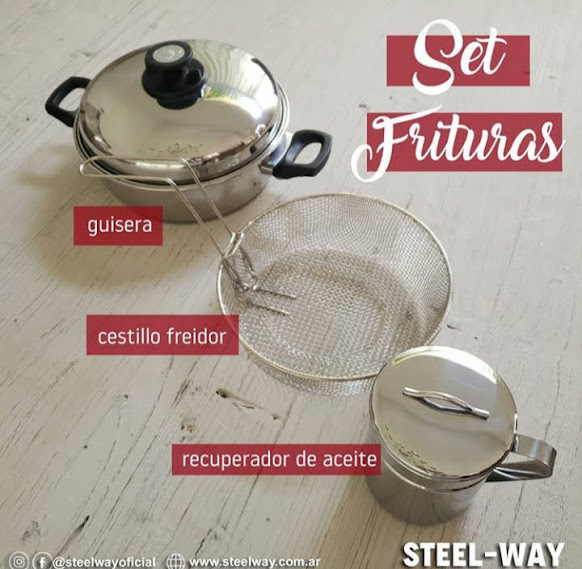 Set
Frituras
guisera
cestillo freidor
recuperador de aceite
@steelwayoficial www.steelway.com.ar
STEEL-WAY